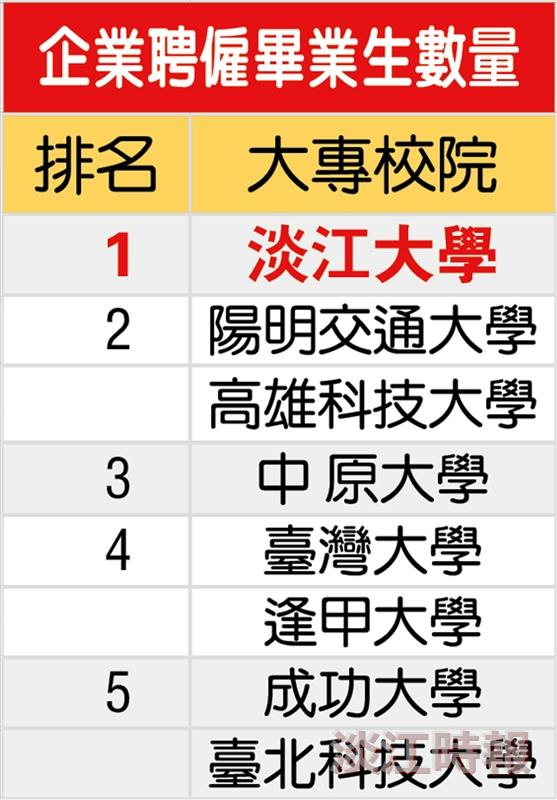 企業聘僱畢業生數量
排名 大專校院
1 淡江大學
2 陽明交通大學
高雄科技大學
3 中原大學
4 臺灣大學
逢甲大學
5 成功大學
臺北科技大學
淡江時報